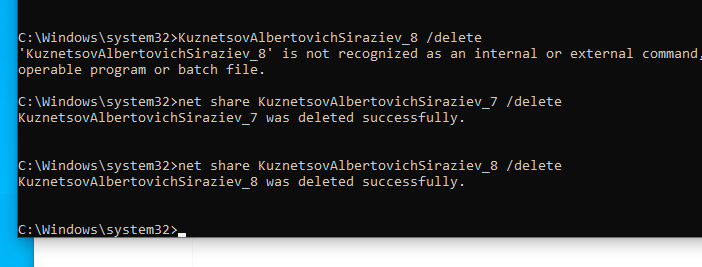 C:\Windows\system32>KuznetsovAlbertovichSiraziev_8 /delete
'KuznetsovAlbertovichSiraziev_8' is not recognized as an internal or external command,
operable program or batch file.
C:\Windows\system32>net share KuznetsovAlbertovichSiraziev_7 /delete
KuznetsovAlbertovichSiraziev_7 was deleted successfully.
C:\Windows\system32>net share KuznetsovAlbertovichSiraziev_8 /delete
KuznetsovAlbertovichSiraziev_8 was deleted successfully.
C:\Windows\system32>